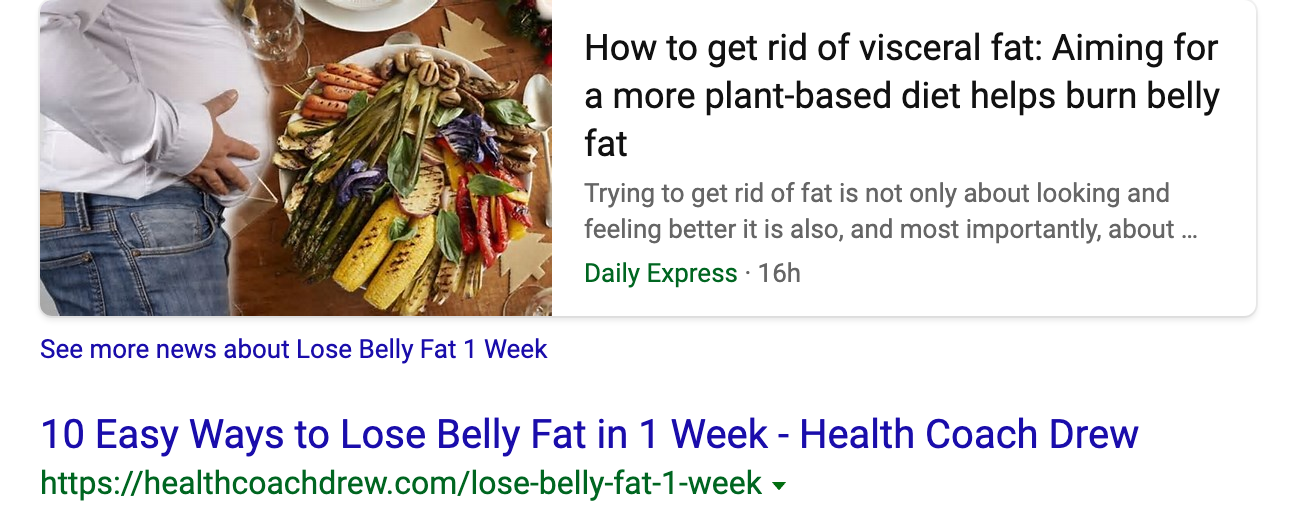 How to get rid of visceral fat: Aiming for
a more plant-based diet helps burn belly
fat
Trying to get rid of fat is not only about looking and
feeling better it is also, and most importantly, about ...
Daily Express · 16h
See more news about Lose Belly Fat 1 Week
10 Easy Ways to Lose Belly Fat in 1 Week - Health Coach Drew
https://healthcoachdrew.com/lose-belly-fat-1-week